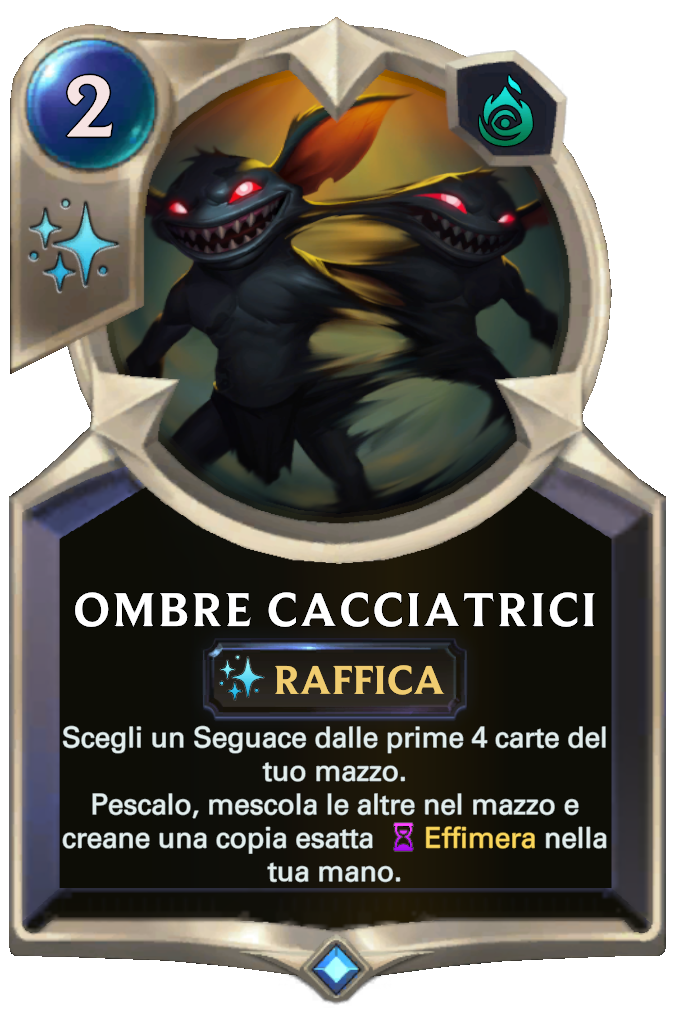 2
OMBRE CACCIATRICI
RAFFICA
Scegli un Seguace dalle prime 4 carte del
tuo mazzo.
Pescalo, mescola le altre nel mazzo e
creane una copia esatta Effimera nella
tua mano.